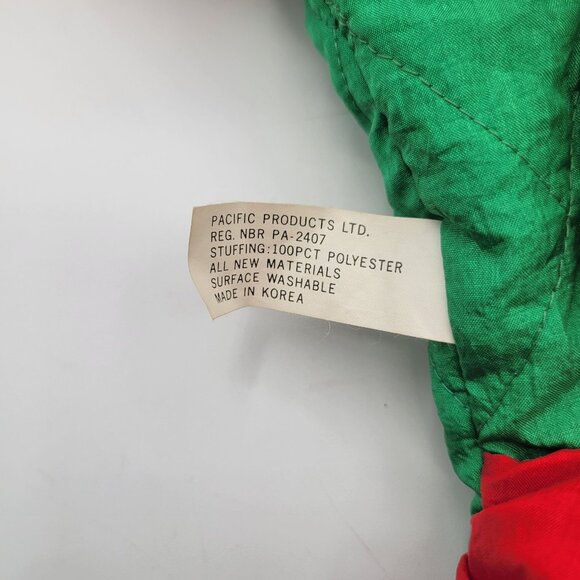 PACIFIC PRODUCTS LTD.
REG. NBR PA-2407
STUFFING:100PCT POLYESTER
ALL NEW MATERIALS
SURFACE WASHABLE
MADE IN KOREA